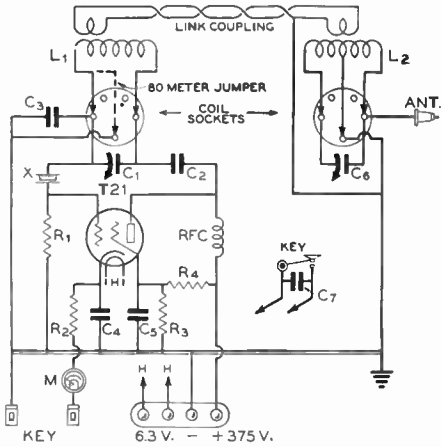 LINK COUPLING
L1
L2
80 METER JUMPER
C3
COIL
SOCKETS
ANT.
X
C1
C2
C6
T21
R1
RFC
KEY
H
R4
C7
R2
C4
C5
R3
M
H H
KEY
6.3 V. - + 375 V.